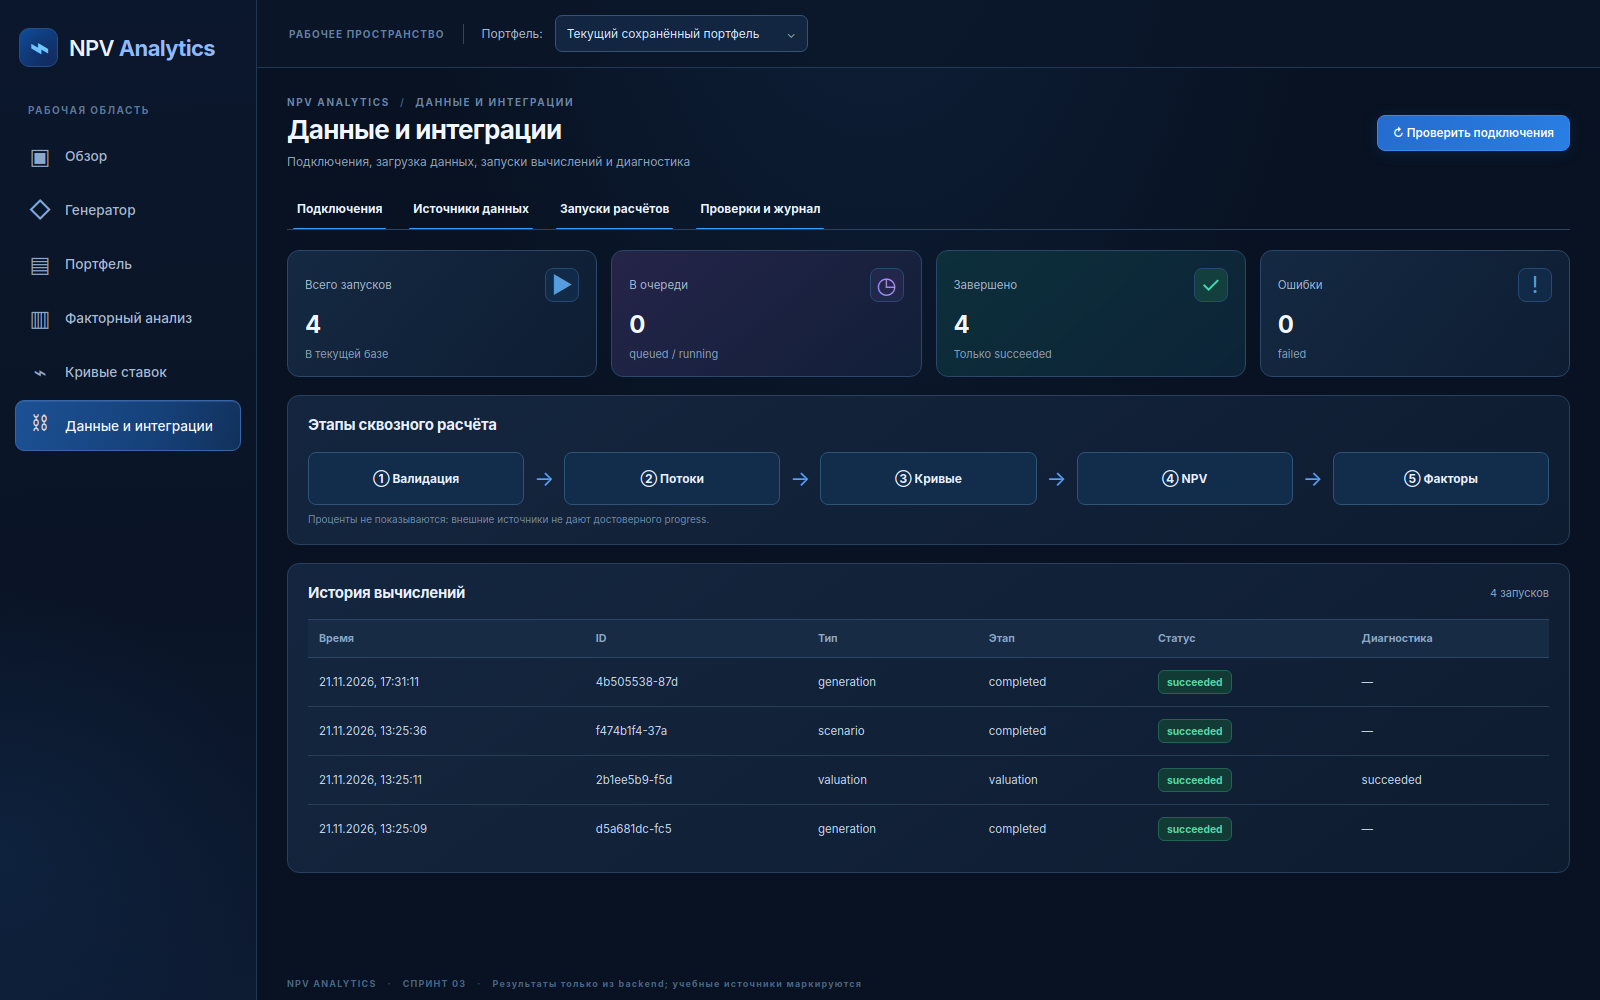 NPV Analytics
РАБОЧАЯ ОБЛАСТЬ
Обзор
Генератор
Портфель
Факторный анализ
Кривые ставок
Данные и интеграции
РАБОЧЕЕ ПРОСТРАНСТВО
Портфель:
Текущий сохранённый портфель
NPV ANALYTICS / ДАННЫЕ И ИНТЕГРАЦИИ
Данные и интеграции
Подключения, загрузка данных, запуски вычислений и диагностика
↻ Проверить подключения
Подключения
Источники данных
Запуски расчётов
Проверки и журнал
Всего запусков
4
В текущей базе
В очереди
0
queued / running
Завершено
4
Только succeeded
Ошибки
!
0
failed
Этапы сквозного расчёта
① Валидация → ② Потоки → ③ Кривые → ④ NPV → ⑤ Факторы
Проценты не показываются: внешние источники не дают достоверного progress.
История вычислений
4 запусков
Время ID Тип Этап Статус Диагностика
21.11.2026, 17:31:11 4b505538-87d generation completed succeeded —
21.11.2026, 13:25:36 f474b1f4-37a scenario completed succeeded —
21.11.2026, 13:25:11 2b1ee5b9-f5d valuation valuation succeeded succeeded
21.11.2026, 13:25:09 d5a681dc-fc5 generation completed succeeded —
NPV ANALYTICS · СПРИНТ 03 · Результаты только из backend; учебные источники маркируются